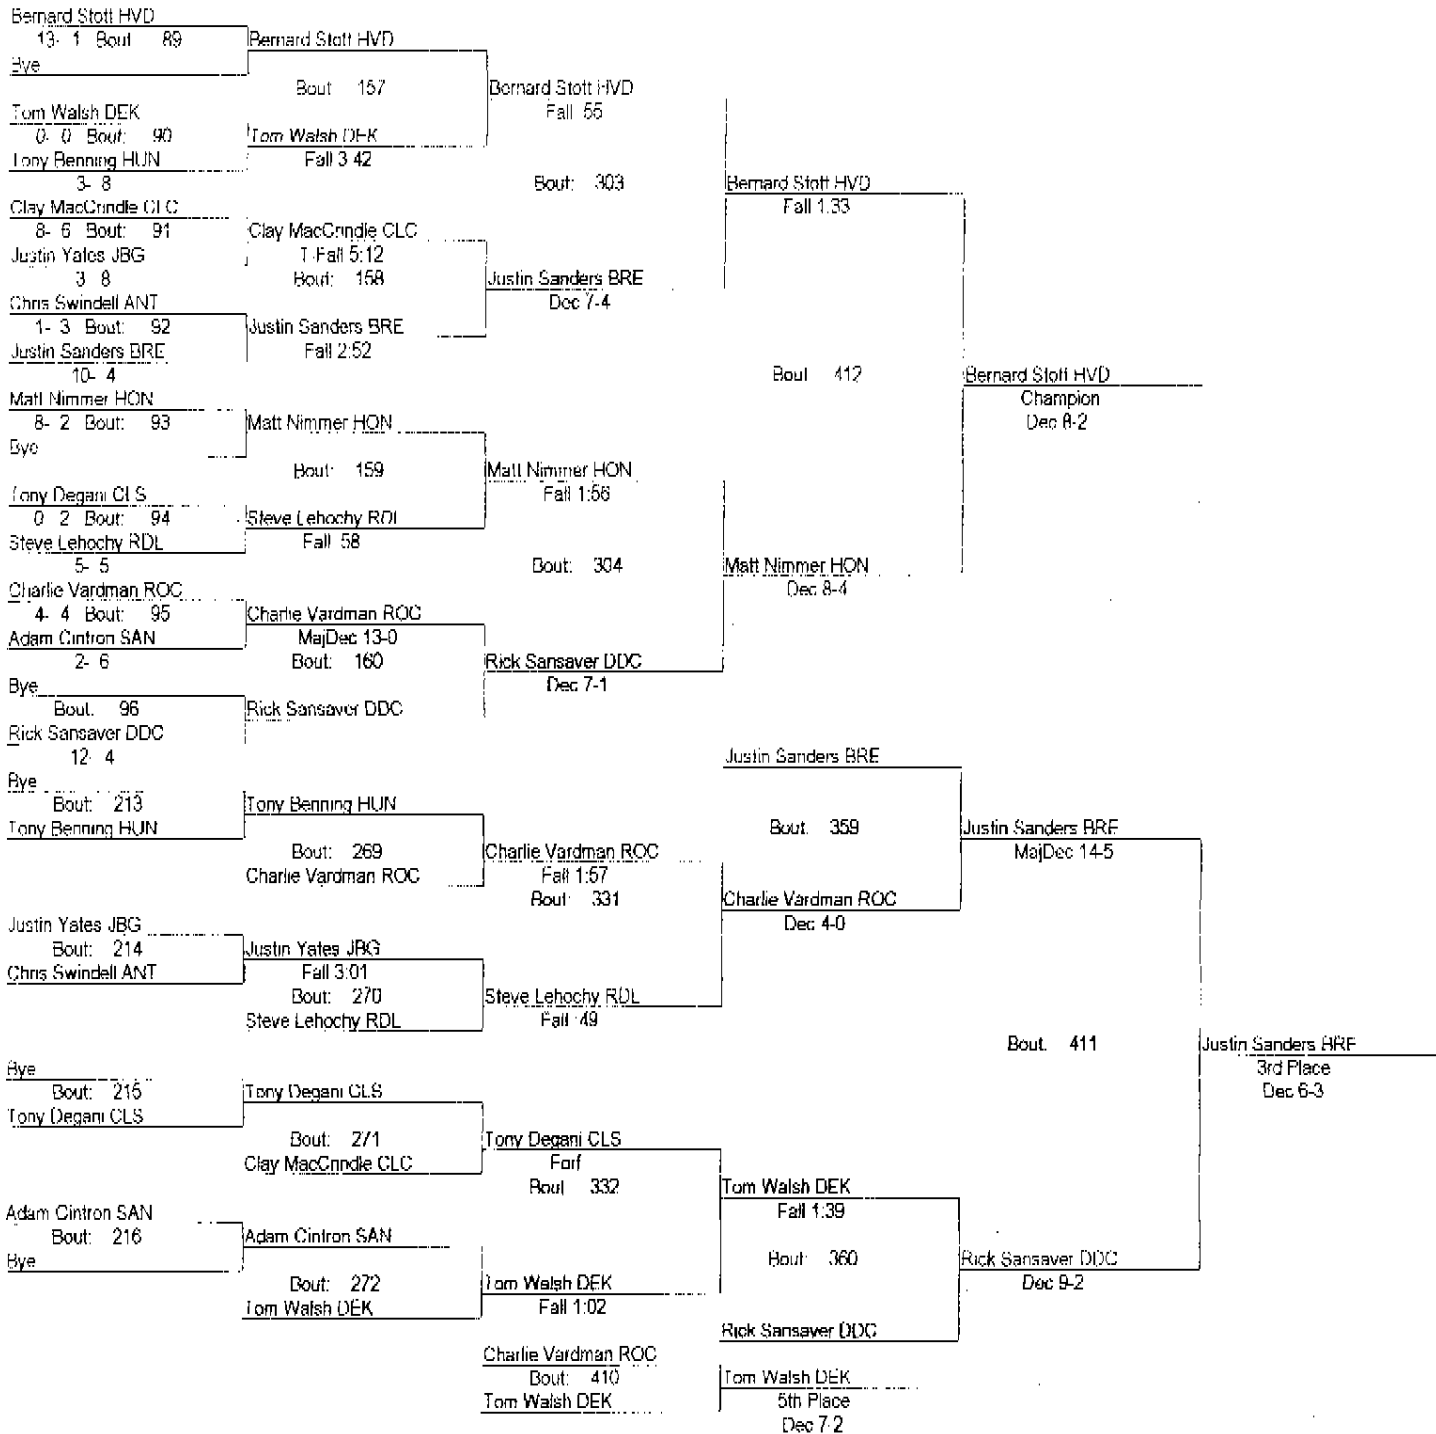 Bernard Stott HVD
13- 1 Bout 89
Bye
Bernard Stott HVD
Bout 157
Tom Walsh DEK
0- 0 Bout: 90
Tony Benning HUN
3- 8
Tom Walsh DEK
Fall 3 42
Bernard Stott HVD
Fall 55
Clay MacCrindle CLC
8- 6 Bout: 91
Justin Yates JBG
3 8
Clay MacCrindle CLC
T-Fall 5:12
Bout: 158
Chris Swindell ANT
1- 3 Bout: 92
Justin Sanders BRE
10- 4
Justin Sanders BRE
Fall 2:52
Justin Sanders BRE
Dec 7-4
Bout: 303
Bernard Stott HVD
Fall 1.33
Matt Nimmer HON
8- 2 Bout: 93
Bye
Matt Nimmer HON
Bout: 159
Tony Degani CLS
0 2 Bout: 94
Steve Lehochy RDL
5- 5
Steve Lehochy RDL
Fall 58
Matt Nimmer HON
Fall 1:56
Charlie Vardman ROC
4- 4 Bout: 95
Adam Cintron SAN
2- 6
Charlie Vardman ROC
MajDec 13-0
Bout: 160
Bye
Bout. 96
Rick Sansaver DDC
12- 4
Rick Sansaver DDC
Rick Sansaver DDC
Dec 7-1
Bout: 304
Matt Nimmer HON
Dec 8-4
Bout 412
Bernard Stott HVD
Champion
Dec 8-2
Bye
Bout: 213
Tony Benning HUN
Tony Benning HUN
Bout: 269
Charlie Vardman ROC
Charlie Vardman ROC
Fall 1:57
Bout: 331
Justin Yates JBG
Bout: 214
Chris Swindell ANT
Justin Yates JBG
Fall 3:01
Bout: 270
Steve Lehochy RDL
Steve Lehochy RDL
Fall :49
Justin Sanders BRE
Bout. 359
Charlie Vardman ROC
Dec 4-0
Justin Sanders BRE
MajDec 14-5
Bye
Bout: 215
Tony Degani CLS
Tony Degani CLS
Bout: 271
Clay MacCrindle CLC
Tony Degani CLS
Forf
Bout 332
Adam Cintron SAN
Bout: 216
Bye
Adam Cintron SAN
Bout: 272
Tom Walsh DEK
Tom Walsh DEK
Fall 1:02
Tom Walsh DEK
Fall 1:39
Bout: 360
Rick Sansaver DDC
Rick Sansaver DDC
Dec 9-2
Bout. 411
Justin Sanders BRE
3rd Place
Dec 6-3
Charlie Vardman ROC
Bout: 410
Tom Walsh DEK
Tom Walsh DEK
5th Place
Dec 7-2